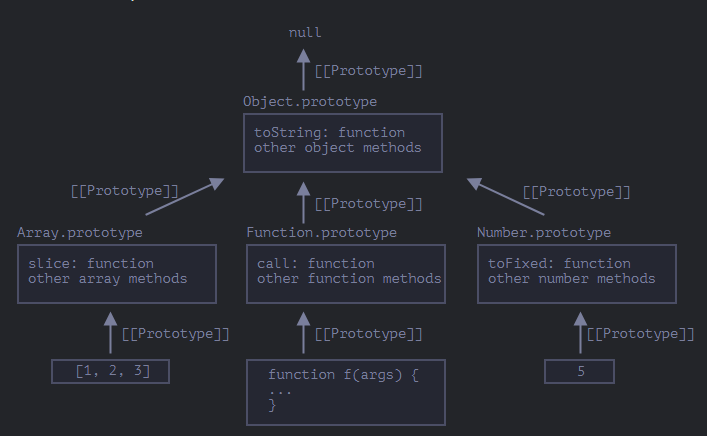 null
[[Prototype]]
Object.prototype
toString: function
other object methods
[[Prototype]]
[[Prototype]]
[[Prototype]]
Array.prototype
Function.prototype
Number.prototype
slice: function
other array methods
call: function
other function methods
toFixed: function
other number methods
[[Prototype]]
[[Prototype]]
[[Prototype]]
[1, 2, 3]
function f(args) {
...
}
5